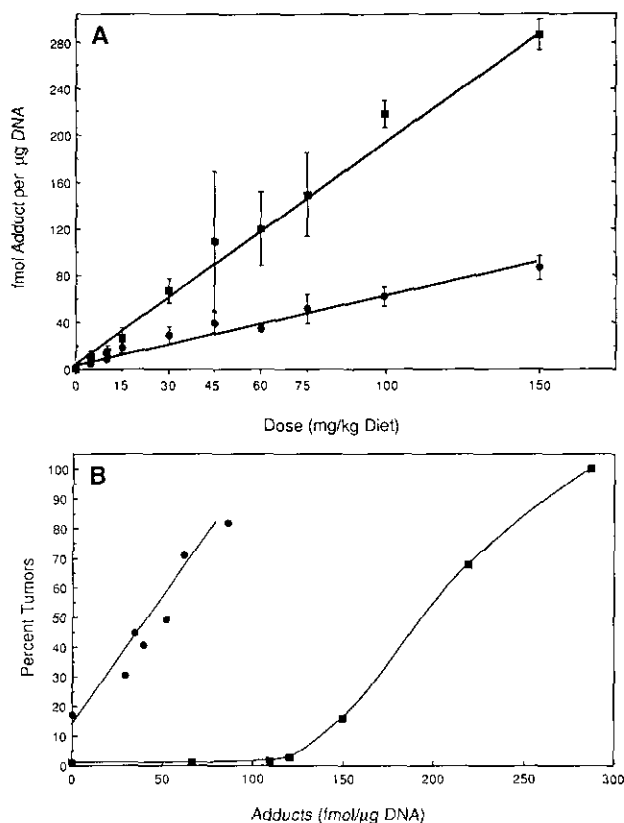 A
fmol Adduct per µg DNA
280
240
200
160
120
80
40
0
0 5 10 15 30 45 60 75 100 150
Dose (mg/kg Diet)
B
Percent Tumors
100
90
80
70
60
50
40
30
20
10
0
0 50 100 150 200 250 300
Adducts (fmol/µg DNA)